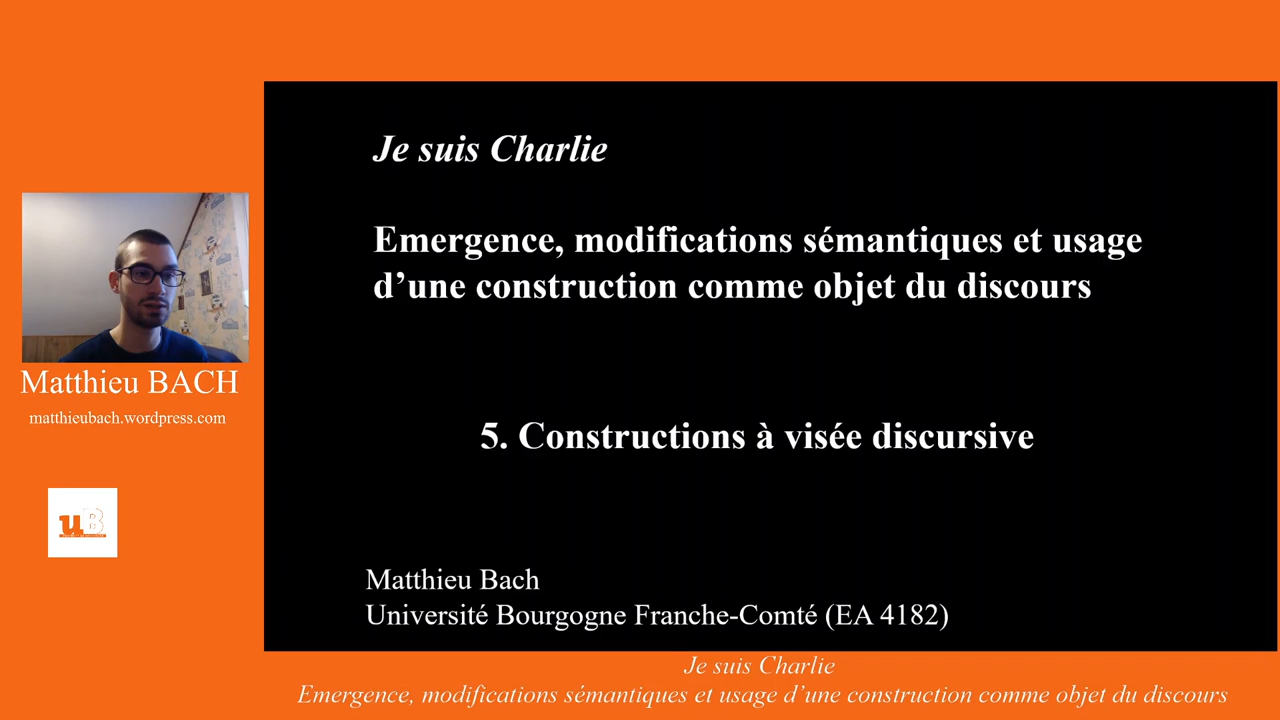 Je suis Charlie
Emergence, modifications sémantiques et usage
d’une construction comme objet du discours
5. Constructions à visée discursive
Matthieu Bach
Université Bourgogne Franche-Comté (EA 4182)
Matthieu BACH
matthieubach.wordpress.com
uB
Je suis Charlie
Emergence, modifications sémantiques et usage d’une construction comme objet du discours